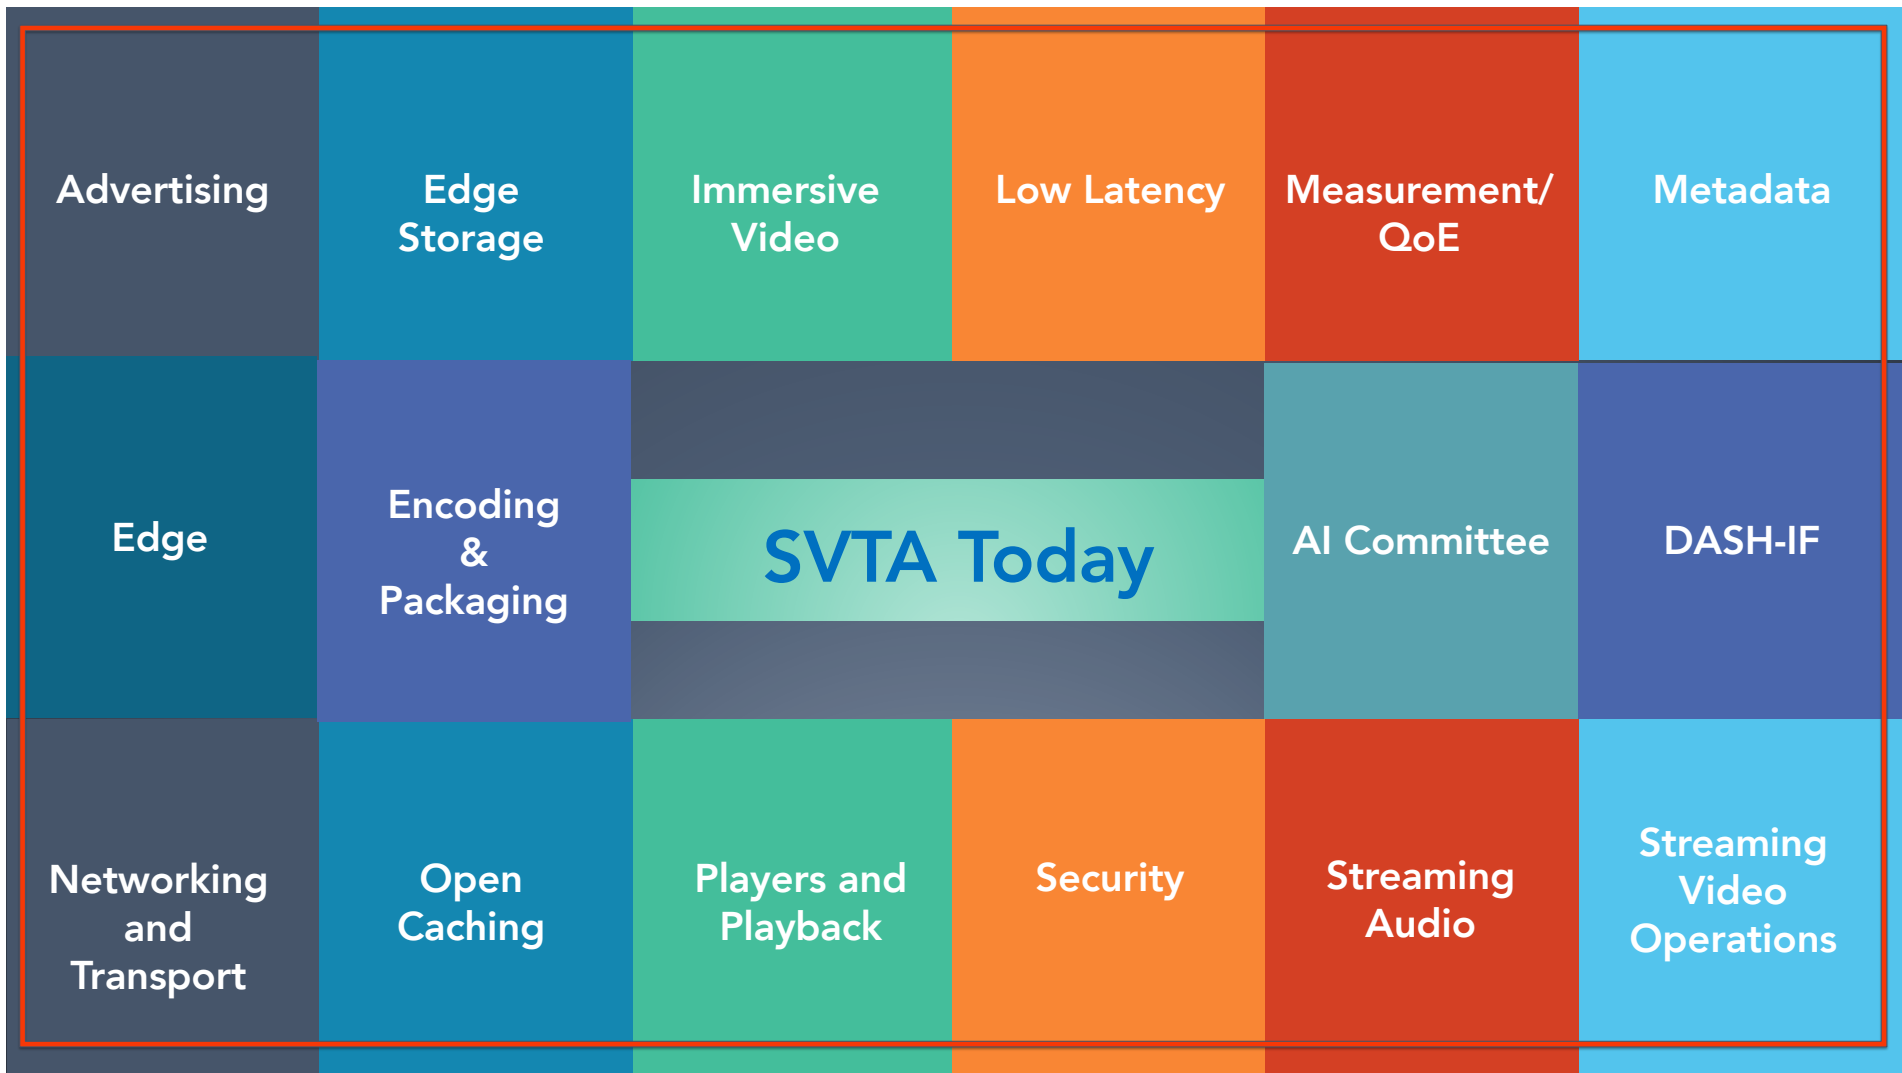 Advertising
Edge
Storage
Immersive
Video
Low Latency
Measurement/
QoE
Metadata
Edge
Encoding
&
Packaging
SVTA Today
AI Committee
DASH-IF
Networking
and
Transport
Open
Caching
Players and
Playback
Security
Streaming
Audio
Streaming
Video
Operations